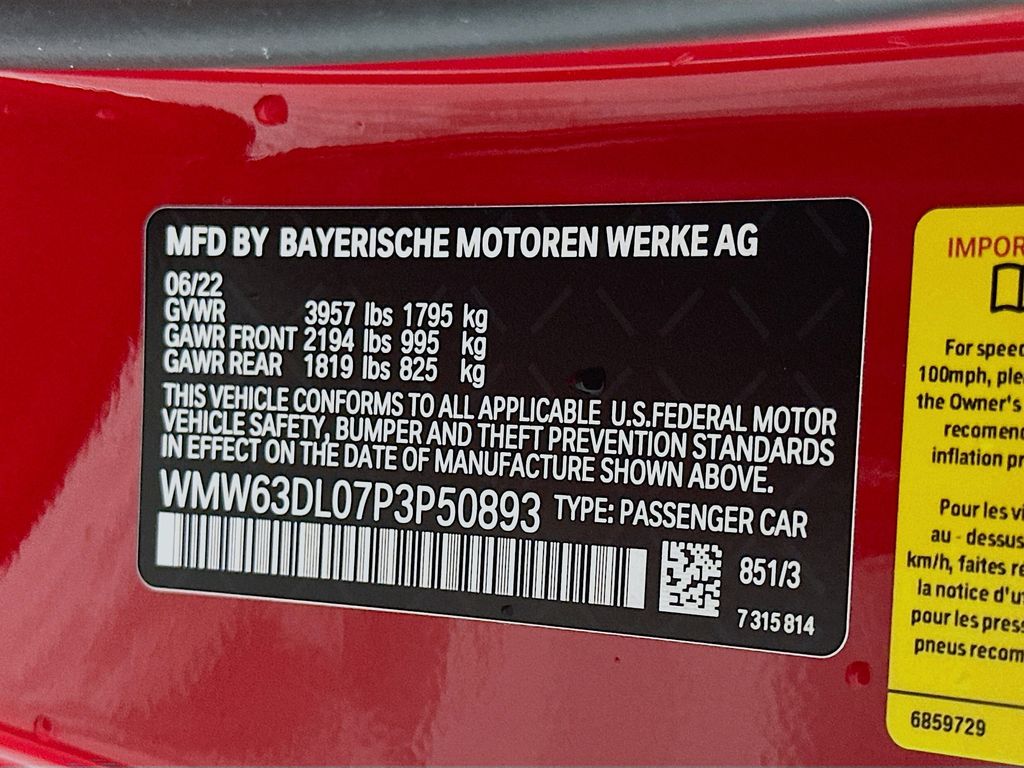 MFD BY BAYERISCHE MOTOREN WERKE AG
06/22
GVWR 3957 lbs 1795 kg
GAWR FRONT 2194 lbs 995 kg
GAWR REAR 1819 lbs 825 kg
THIS VEHICLE CONFORMS TO ALL APPLICABLE U.S.FEDERAL MOTOR
VEHICLE SAFETY, BUMPER AND THEFT PREVENTION STANDARDS
IN EFFECT ON THE DATE OF MANUFACTURE SHOWN ABOVE.
WMW63DL07P3P50893 TYPE: PASSENGER CAR
851/3
7 315 814
IMPOR
For speed
100mph, ple
the Owner's
recomend
inflation pr
Pour les vi
au - dessus
km/h, faites re
la notice d'u
pour les press
pneus recom
6859729